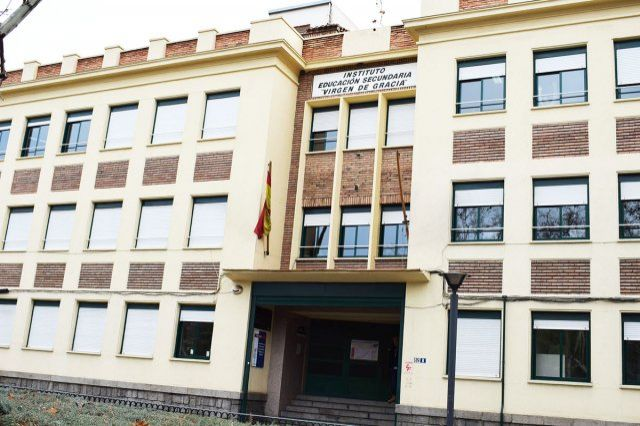 INSTITUTO
EDUCACIÓN SECUNDARIA
"VIRGEN DE GRACIA"